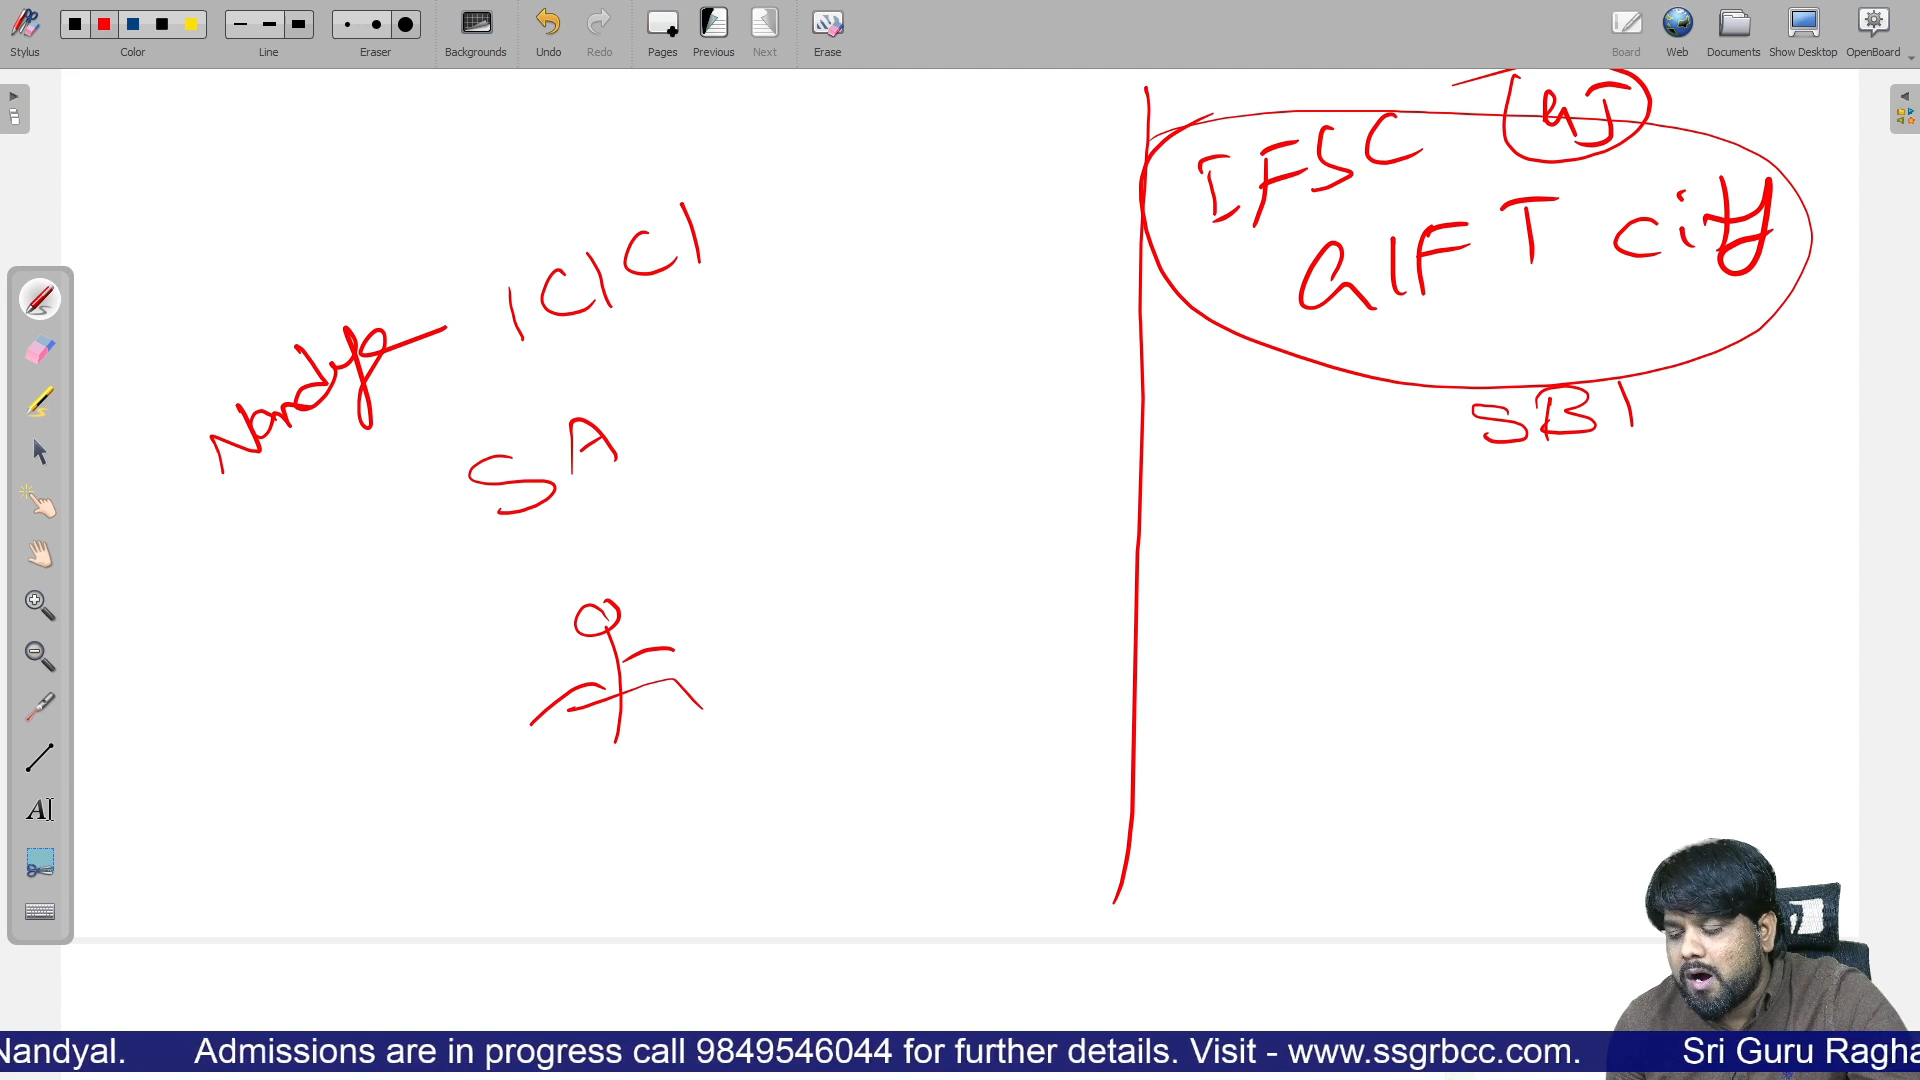 Stylus
Color
Line
Eraser
Backgrounds
Undo
Redo
Pages
Previous
Next
Erase
Board
Web
Documents
Show Desktop
OpenBoard
GJ
IFSC
GIFT city
SBI
ICICI
SA
AI
Nandyal. Admissions are in progress call 9849546044 for further details. Visit - www.ssgrbcc.com. Sri Guru Ragha